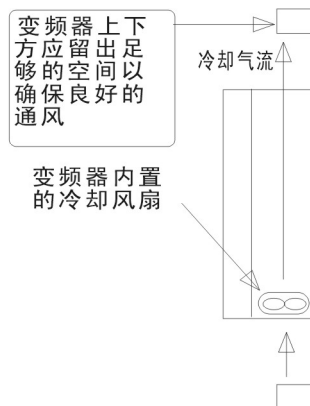 变频器上下
方应留出足
够的空间以
确保良好的
通风
冷却气流
变频器内置
的冷却风扇